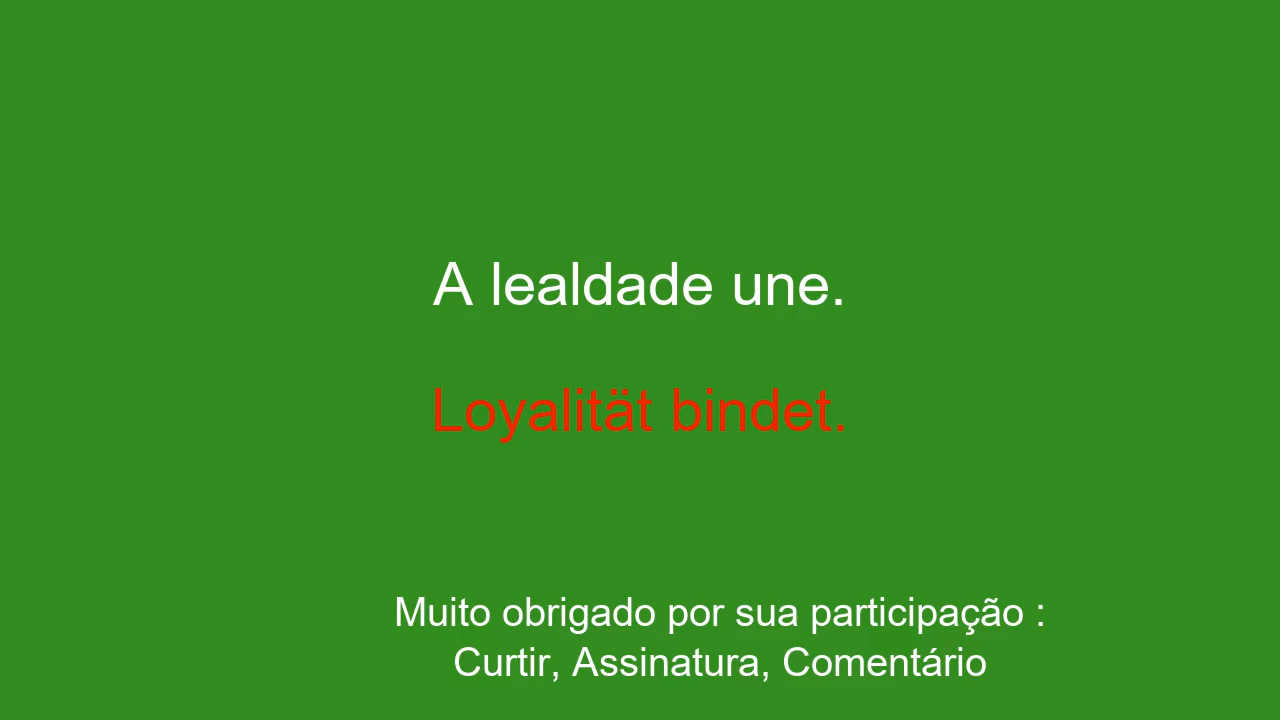 A lealdade une.
Loyalität bindet.
Muito obrigado por sua participação :
Curtir, Assinatura, Comentário